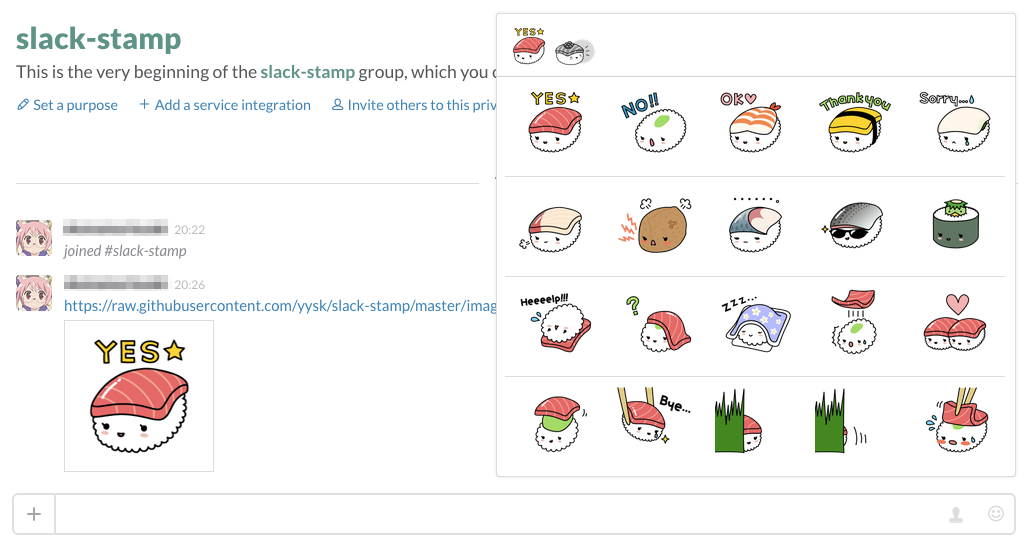 slack-stamp
This is the very beginning of the slack-stamp group, which you
Set a purpose + Add a service integration Invite others to this priv
20:22
joined #slack-stamp
20:26
https://raw.githubusercontent.com/yysk/slack-stamp/master/imag
YES★
YES★
YES★ NO!! OK♡ Thank you Sorry...
Heeeelp!!! ? zzz...
Bye...
+